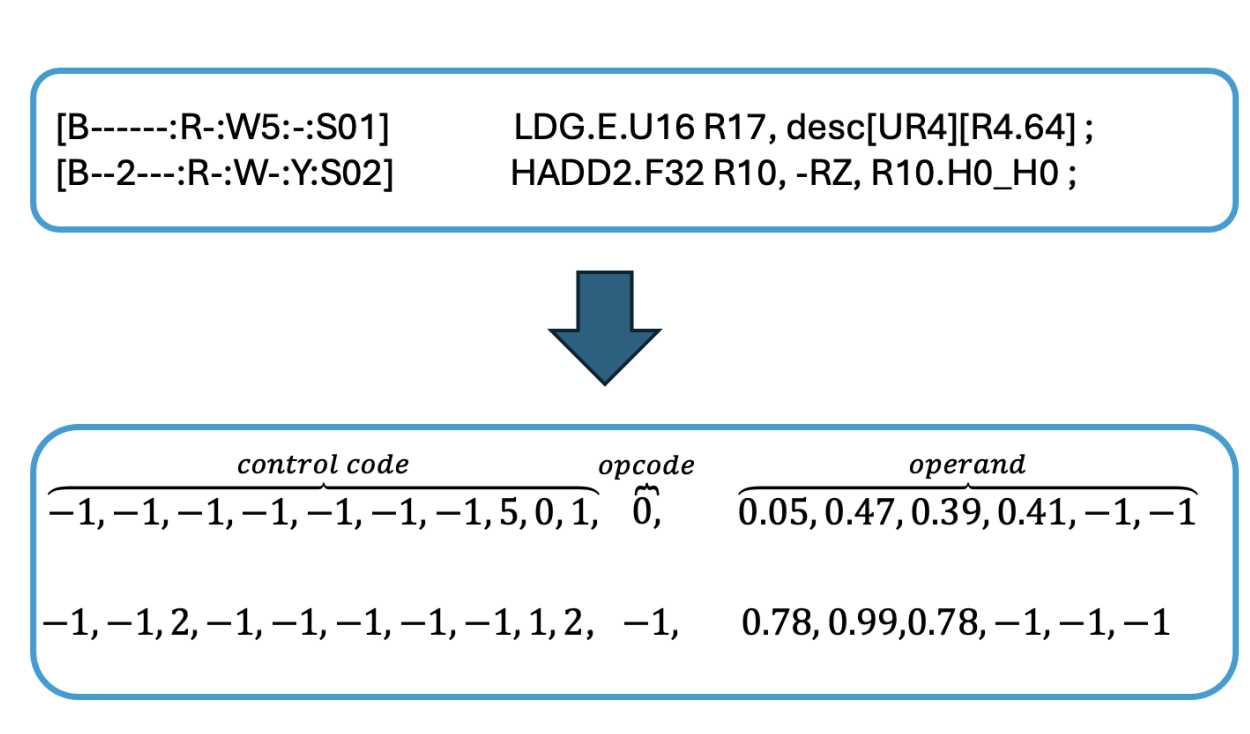 [B------:R-:W5:-:S01] LDG.E.U16 R17, desc[UR4][R4.64] ;
[B--2---:R-:W-:Y:S02] HADD2.F32 R10, -RZ, R10.H0_H0 ;
control code opcode operand
−1, −1, −1, −1, −1, −1, −1, 5, 0, 1, 0, 0.05, 0.47, 0.39, 0.41, −1, −1
−1, −1, 2, −1, −1, −1, −1, −1, 1, 2, −1, 0.78, 0.99,0.78, −1, −1, −1